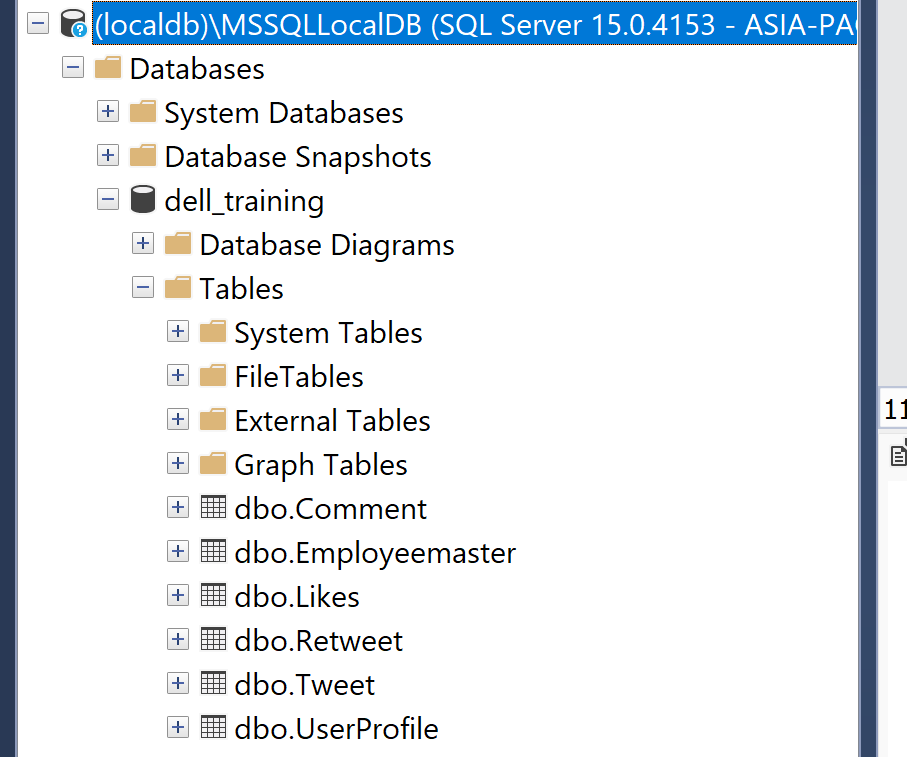 (localdb)\MSSQLLocalDB (SQL Server 15.0.4153 - ASIA-PAC
Databases
System Databases
Database Snapshots
dell_training
Database Diagrams
Tables
System Tables
FileTables
External Tables
Graph Tables
dbo.Comment
dbo.Employeemaster
dbo.Likes
dbo.Retweet
dbo.Tweet
dbo.UserProfile